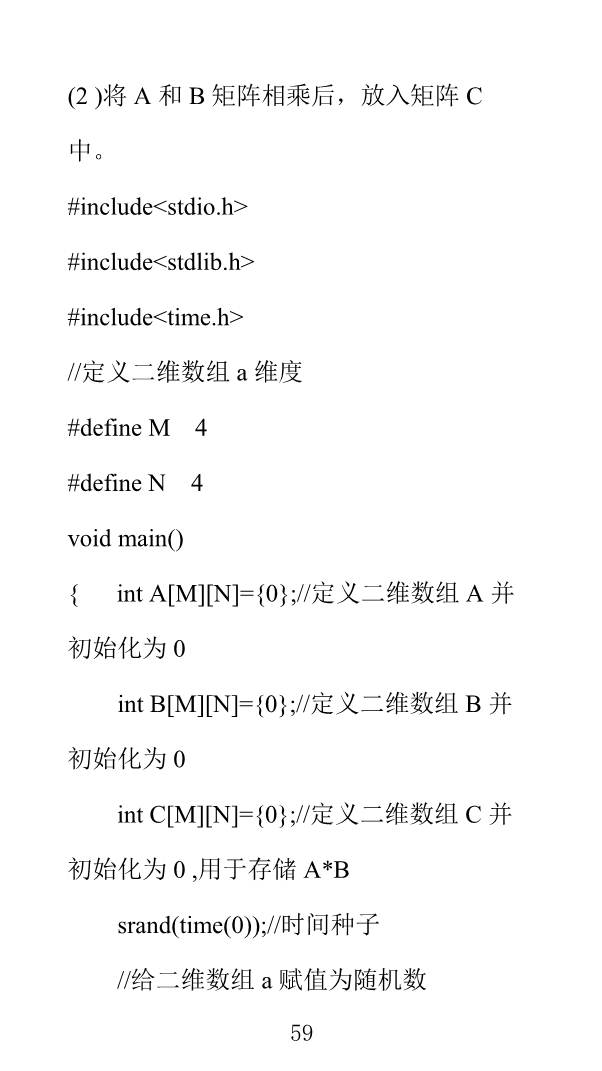 (2 )将 A 和 B 矩阵相乘后，放入矩阵 C
中。
#include<stdio.h>
#include<stdlib.h>
#include<time.h>
//定义二维数组 a 维度
#define M    4
#define N    4
void main()
{      int A[M][N]={0};//定义二维数组 A 并
初始化为 0
        int B[M][N]={0};//定义二维数组 B 并
初始化为 0
        int C[M][N]={0};//定义二维数组 C 并
初始化为 0 ,用于存储 A*B
        srand(time(0));//时间种子
        //给二维数组 a 赋值为随机数
59